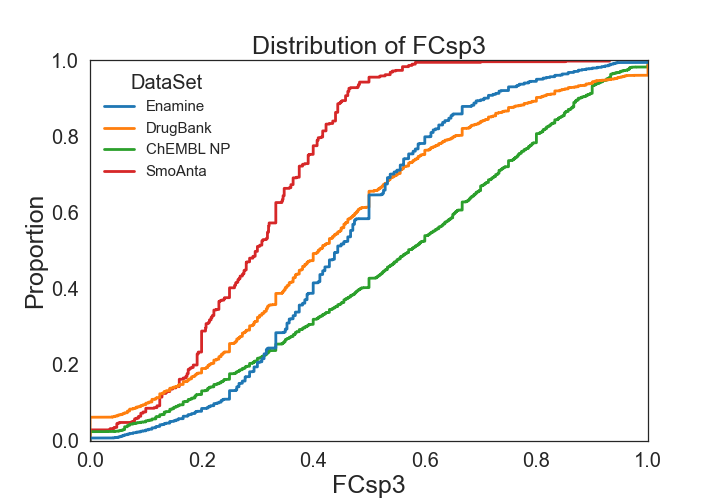 Distribution of FCsp3
1.0
0.8
0.6
0.4
0.2
0.0
Proportion
DataSet
Enamine
DrugBank
ChEMBL NP
SmoAnta
0.0 0.2 0.4 0.6 0.8 1.0
FCsp3